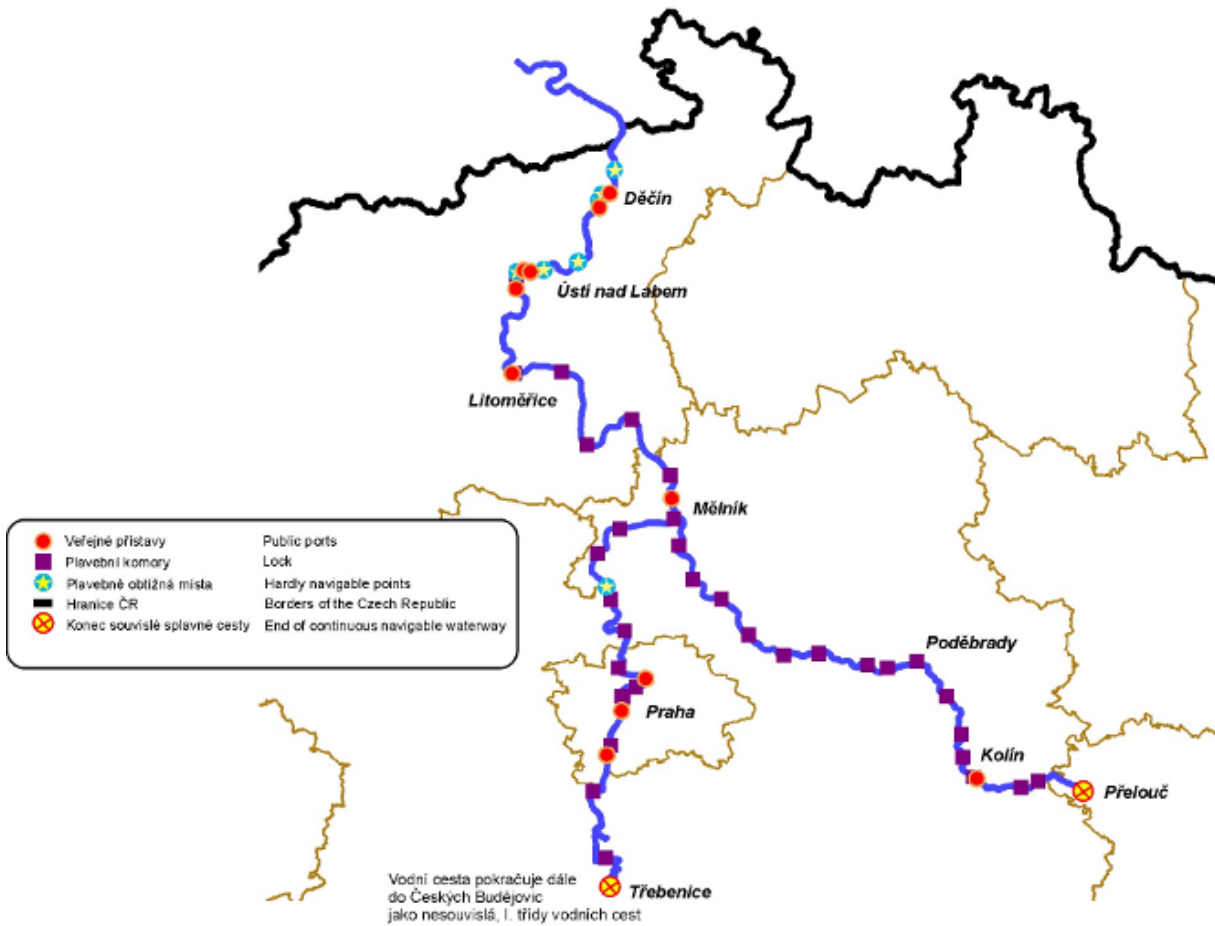 Děčín
Ústí nad Labem
Litoměřice
Mělník
Veřejné přístavy Public ports
Plavební komory Lock
Plavebně obtížná místa Hardly navigable points
Hranice ČR Borders of the Czech Republic
Konec souvislé splavné cesty End of continuous navigable waterway
Poděbrady
Praha
Kolín
Přelouč
Vodní cesta pokračuje dále
do Českých Budějovic
jako nesouvislá, I. třídy vodních cest
Třebenice